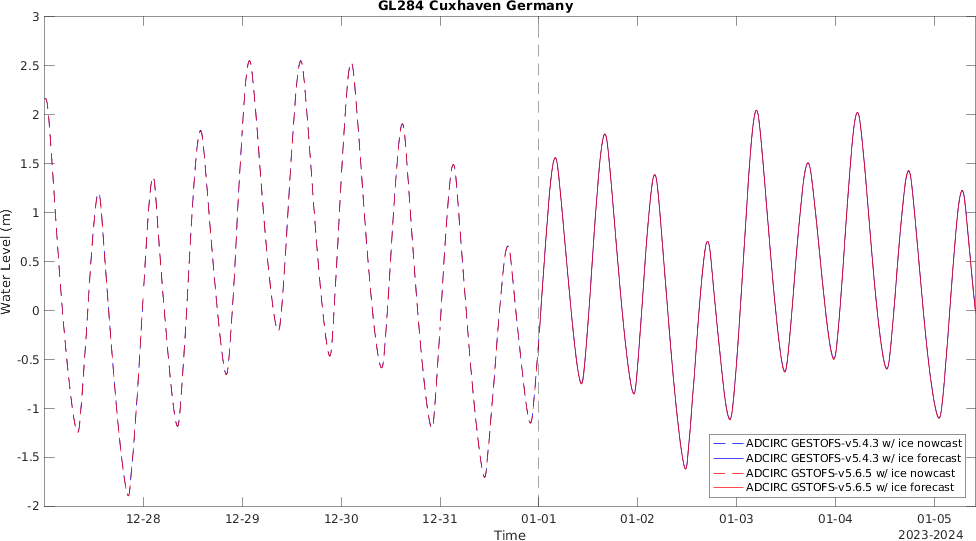 GL284 Cuxhaven Germany
3
2.5
2
1.5
1
0.5
0
-0.5
-1
-1.5
-2
Water Level (m)
ADCIRC GESTOFS-v5.4.3 w/ ice nowcast
ADCIRC GESTOFS-v5.4.3 w/ ice forecast
ADCIRC GSTOFS-v5.6.5 w/ ice nowcast
ADCIRC GSTOFS-v5.6.5 w/ ice forecast
12-28 12-29 12-30 12-31 01-01 01-02 01-03 01-04 01-05
Time
2023-2024